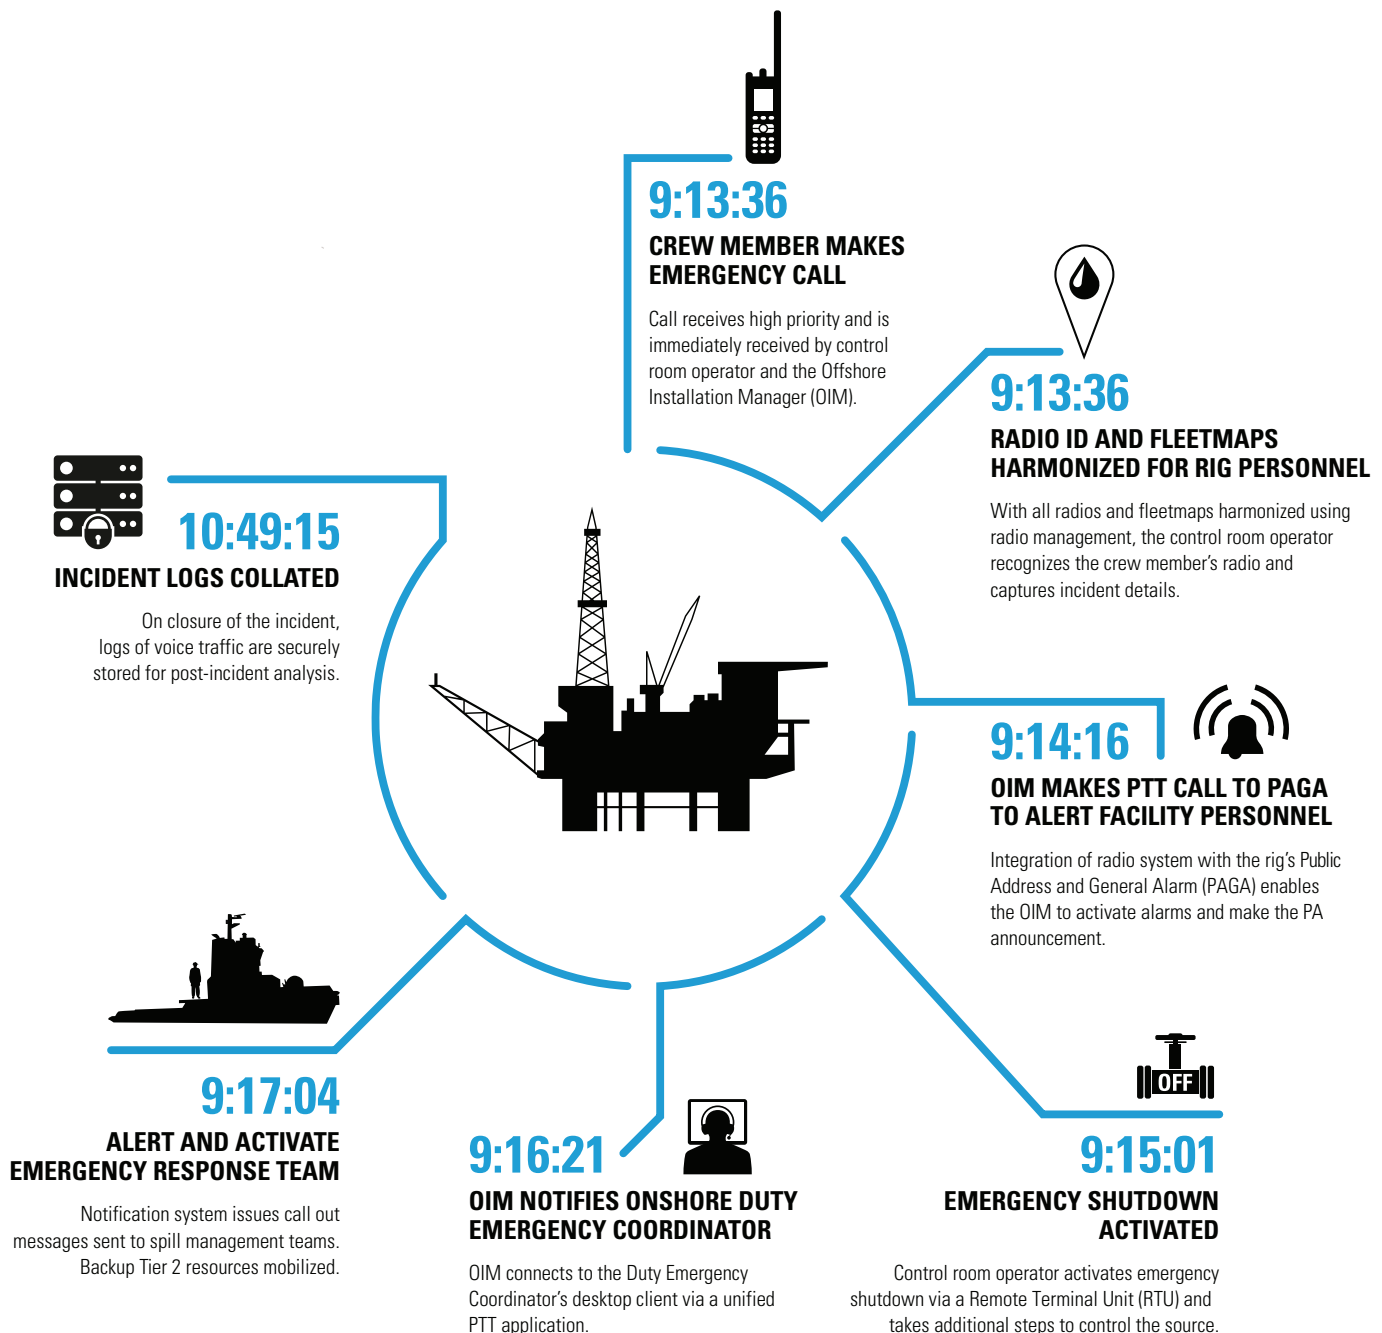 9:13:36
CREW MEMBER MAKES
EMERGENCY CALL
Call receives high priority and is
immediately received by control
room operator and the Offshore
Installation Manager (OIM).
9:13:36
RADIO ID AND FLEETMAPS
HARMONIZED FOR RIG PERSONNEL
With all radios and fleetmaps harmonized using
radio management, the control room operator
recognizes the crew member's radio and
captures incident details.
9:14:16
OIM MAKES PTT CALL TO PAGA
TO ALERT FACILITY PERSONNEL
Integration of radio system with the rig's Public
Address and General Alarm (PAGA) enables
the OIM to activate alarms and make the PA
announcement.
OFF
9:15:01
EMERGENCY SHUTDOWN
ACTIVATED
Control room operator activates emergency
shutdown via a Remote Terminal Unit (RTU) and
takes additional steps to control the source.
9:16:21
OIM NOTIFIES ONSHORE DUTY
EMERGENCY COORDINATOR
OIM connects to the Duty Emergency
Coordinator's desktop client via a unified
PTT application.
9:17:04
ALERT AND ACTIVATE
EMERGENCY RESPONSE TEAM
Notification system issues call out
messages sent to spill management teams.
Backup Tier 2 resources mobilized.
10:49:15
INCIDENT LOGS COLLATED
On closure of the incident,
logs of voice traffic are securely
stored for post-incident analysis.